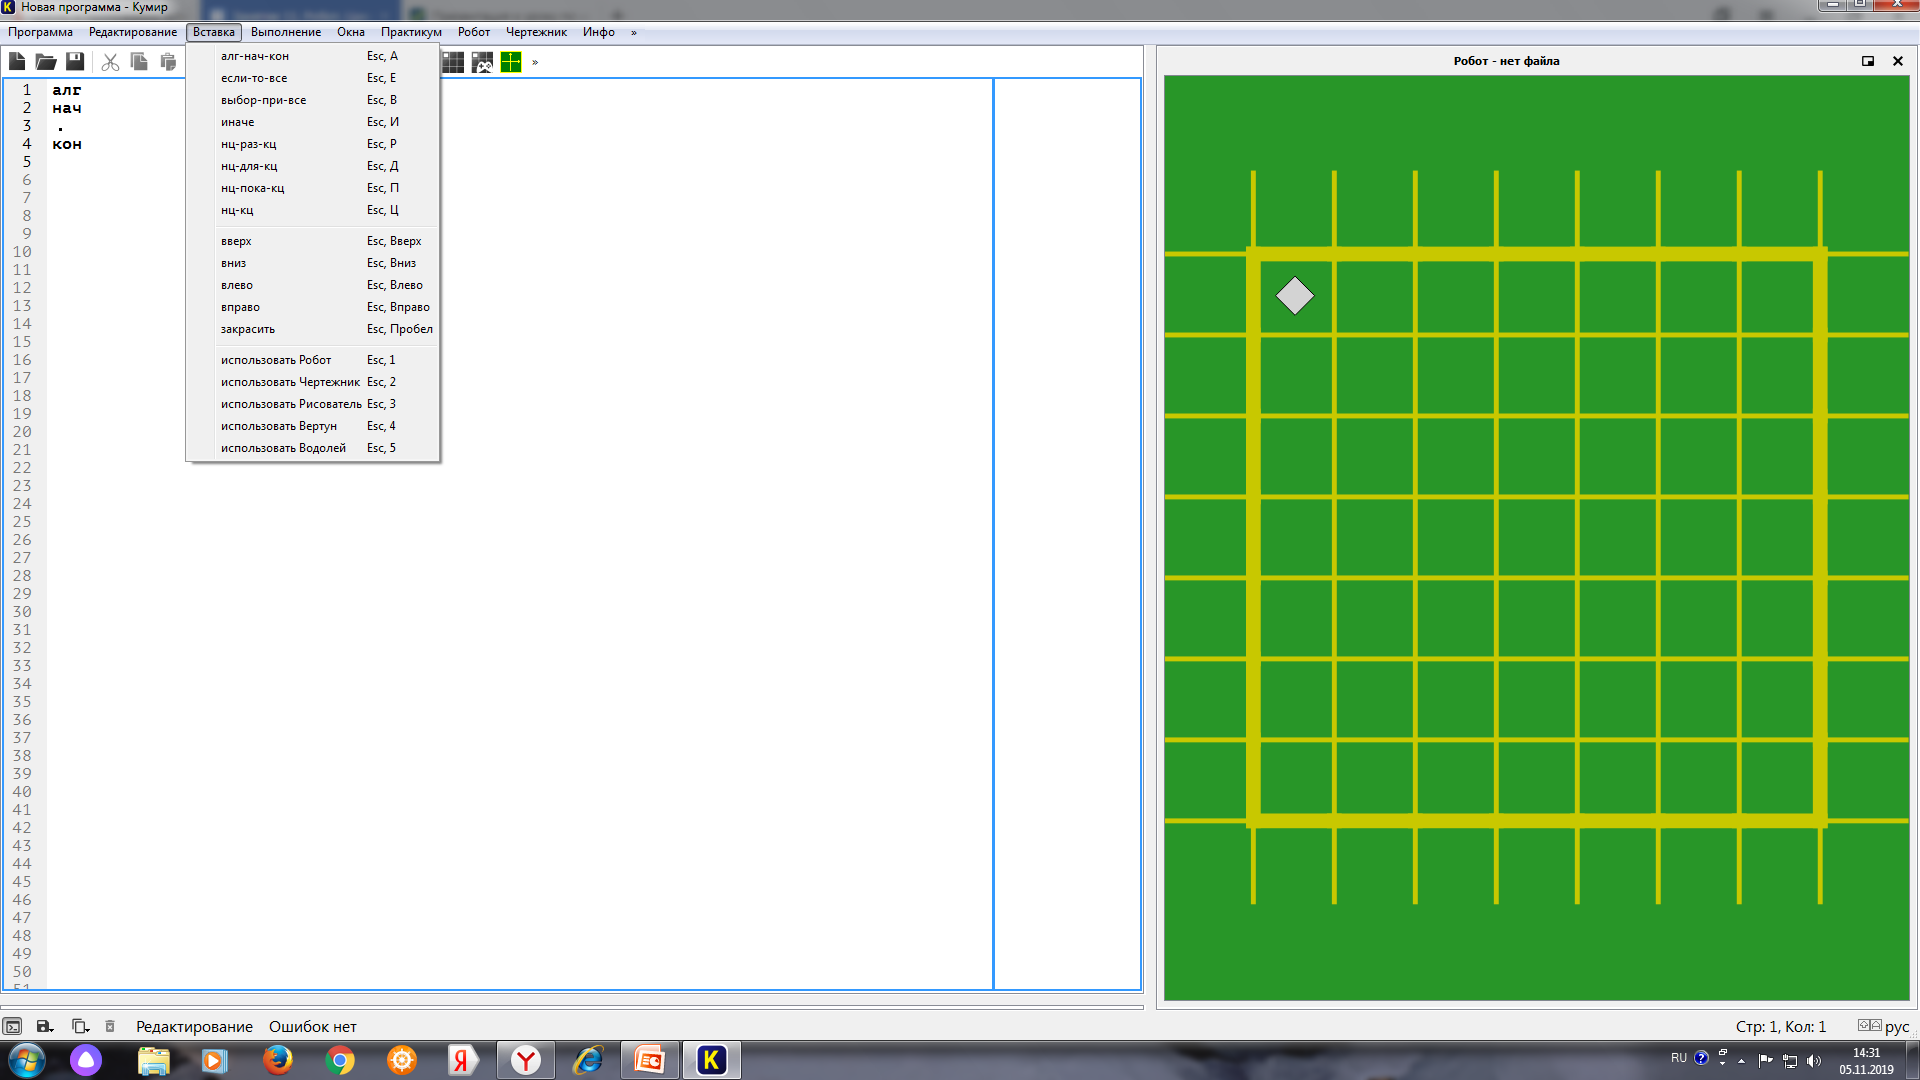 Новая программа - Кумир
Программа Редактирование Вставка Выполнение Окна Практикум Робот Чертежник Инфо »
алг-нач-кон Esc, А
если-то-все Esc, Е
выбор-при-все Esc, В
иначе Esc, И
нц-раз-кц Esc, Р
нц-для-кц Esc, Д
нц-пока-кц Esc, П
нц-кц Esc, Ц
вверх Esc, Вверх
вниз Esc, Вниз
влево Esc, Влево
вправо Esc, Вправо
закрасить Esc, Пробел
использовать Робот Esc, 1
использовать Чертежник Esc, 2
использовать Рисователь Esc, 3
использовать Вертун Esc, 4
использовать Водолей Esc, 5
»
1 алг
2 нач
3 .
4 кон
5
6
7
8
9
10
11
12
13
14
15
16
17
18
19
20
21
22
23
24
25
26
27
28
29
30
31
32
33
34
35
36
37
38
39
40
41
42
43
44
45
46
47
48
49
50
51
Робот - нет файла
Редактирование Ошибок нет Стр: 1, Кол: 1 рус
RU 14:31
05.11.2019